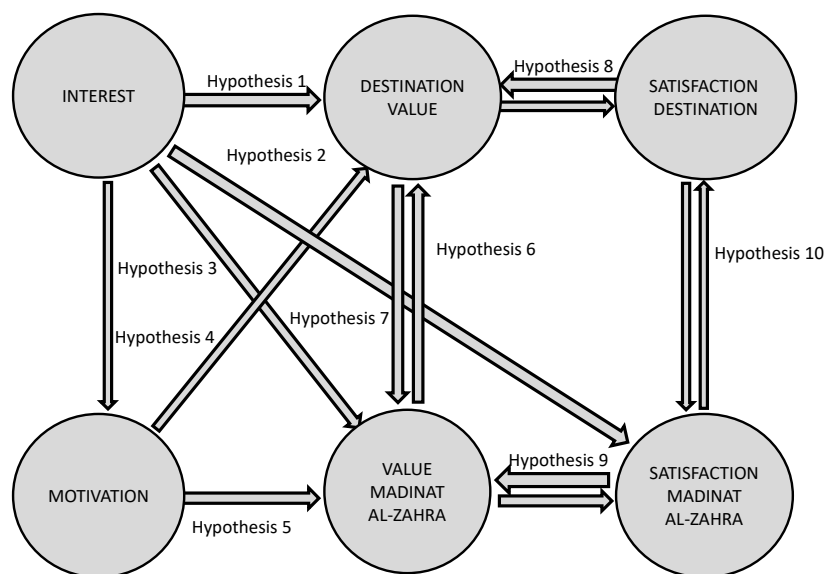 Hypothesis 1
INTEREST
DESTINATION
VALUE
Hypothesis 8
SATISFACTION
DESTINATION
Hypothesis 2
Hypothesis 3
Hypothesis 6
Hypothesis 10
Hypothesis 4
Hypothesis 7
MOTIVATION
Hypothesis 5
VALUE
MADINAT
AL-ZAHRA
Hypothesis 9
SATISFACTION
MADINAT
AL-ZAHRA